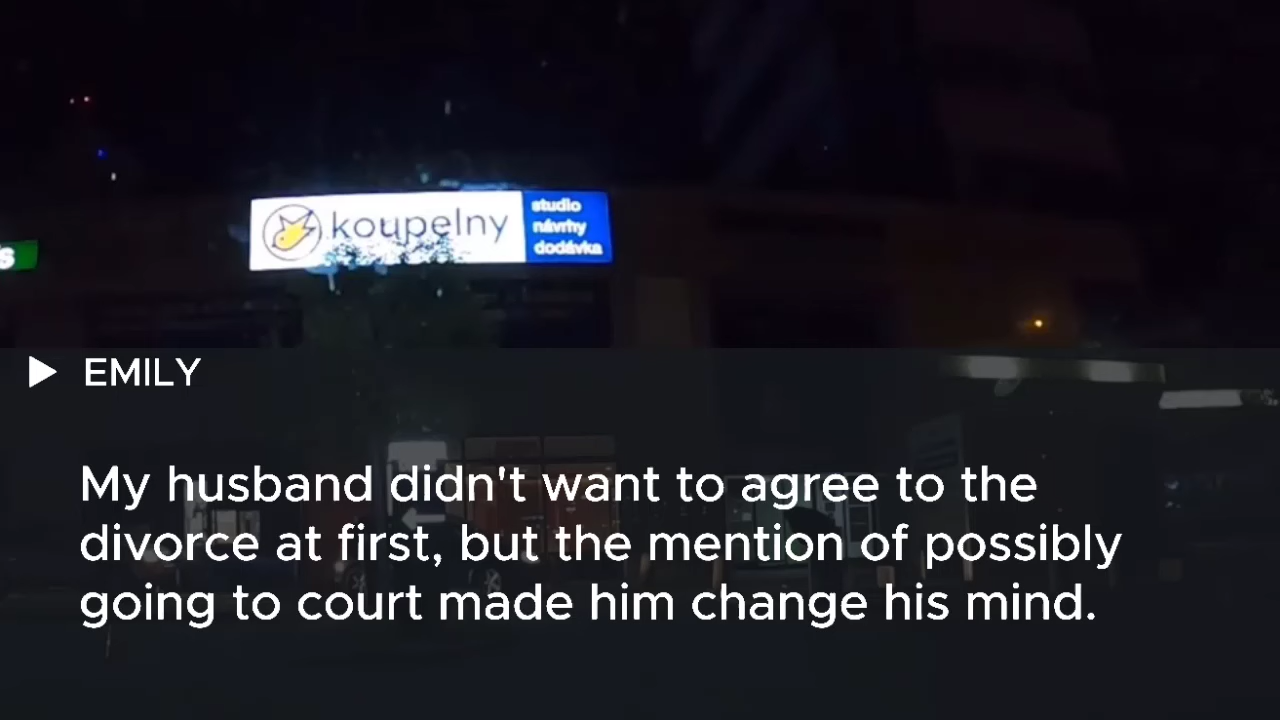 koupelny
studio
návrhy
dodávka
s
EMILY
My husband didn't want to agree to the
divorce at first, but the mention of possibly
going to court made him change his mind.